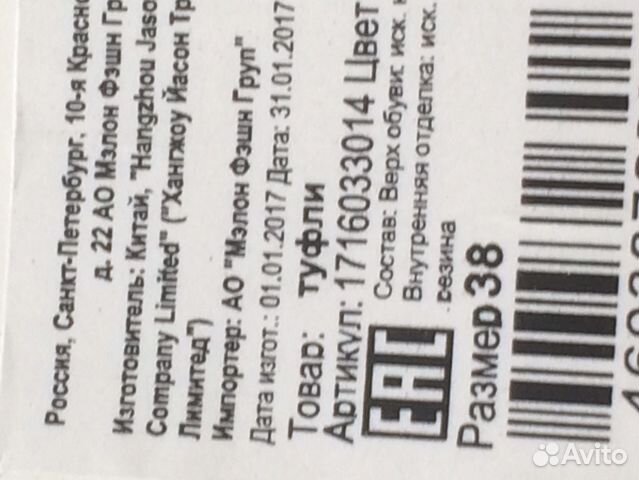 Россия, Санкт-Петербург, 10-я Красно
д. 22 АО Мэлон Фэшн Гр
Изготовитель: Китай, "Hangzhou Jaso
Company Limited" ("Хангжоу Йасон Тр
Лимитед")
Импортер: АО "Мэлон Фэшн Груп"
Дата изгот.: 01.01.2017 Дата: 31.01.2017
Товар: туфли
Артикул: 1716033014 Цвет
Состав: Верх обуви: иск.
Внутренняя отделка: иск.
резина
EAC
Размер 38
Avito